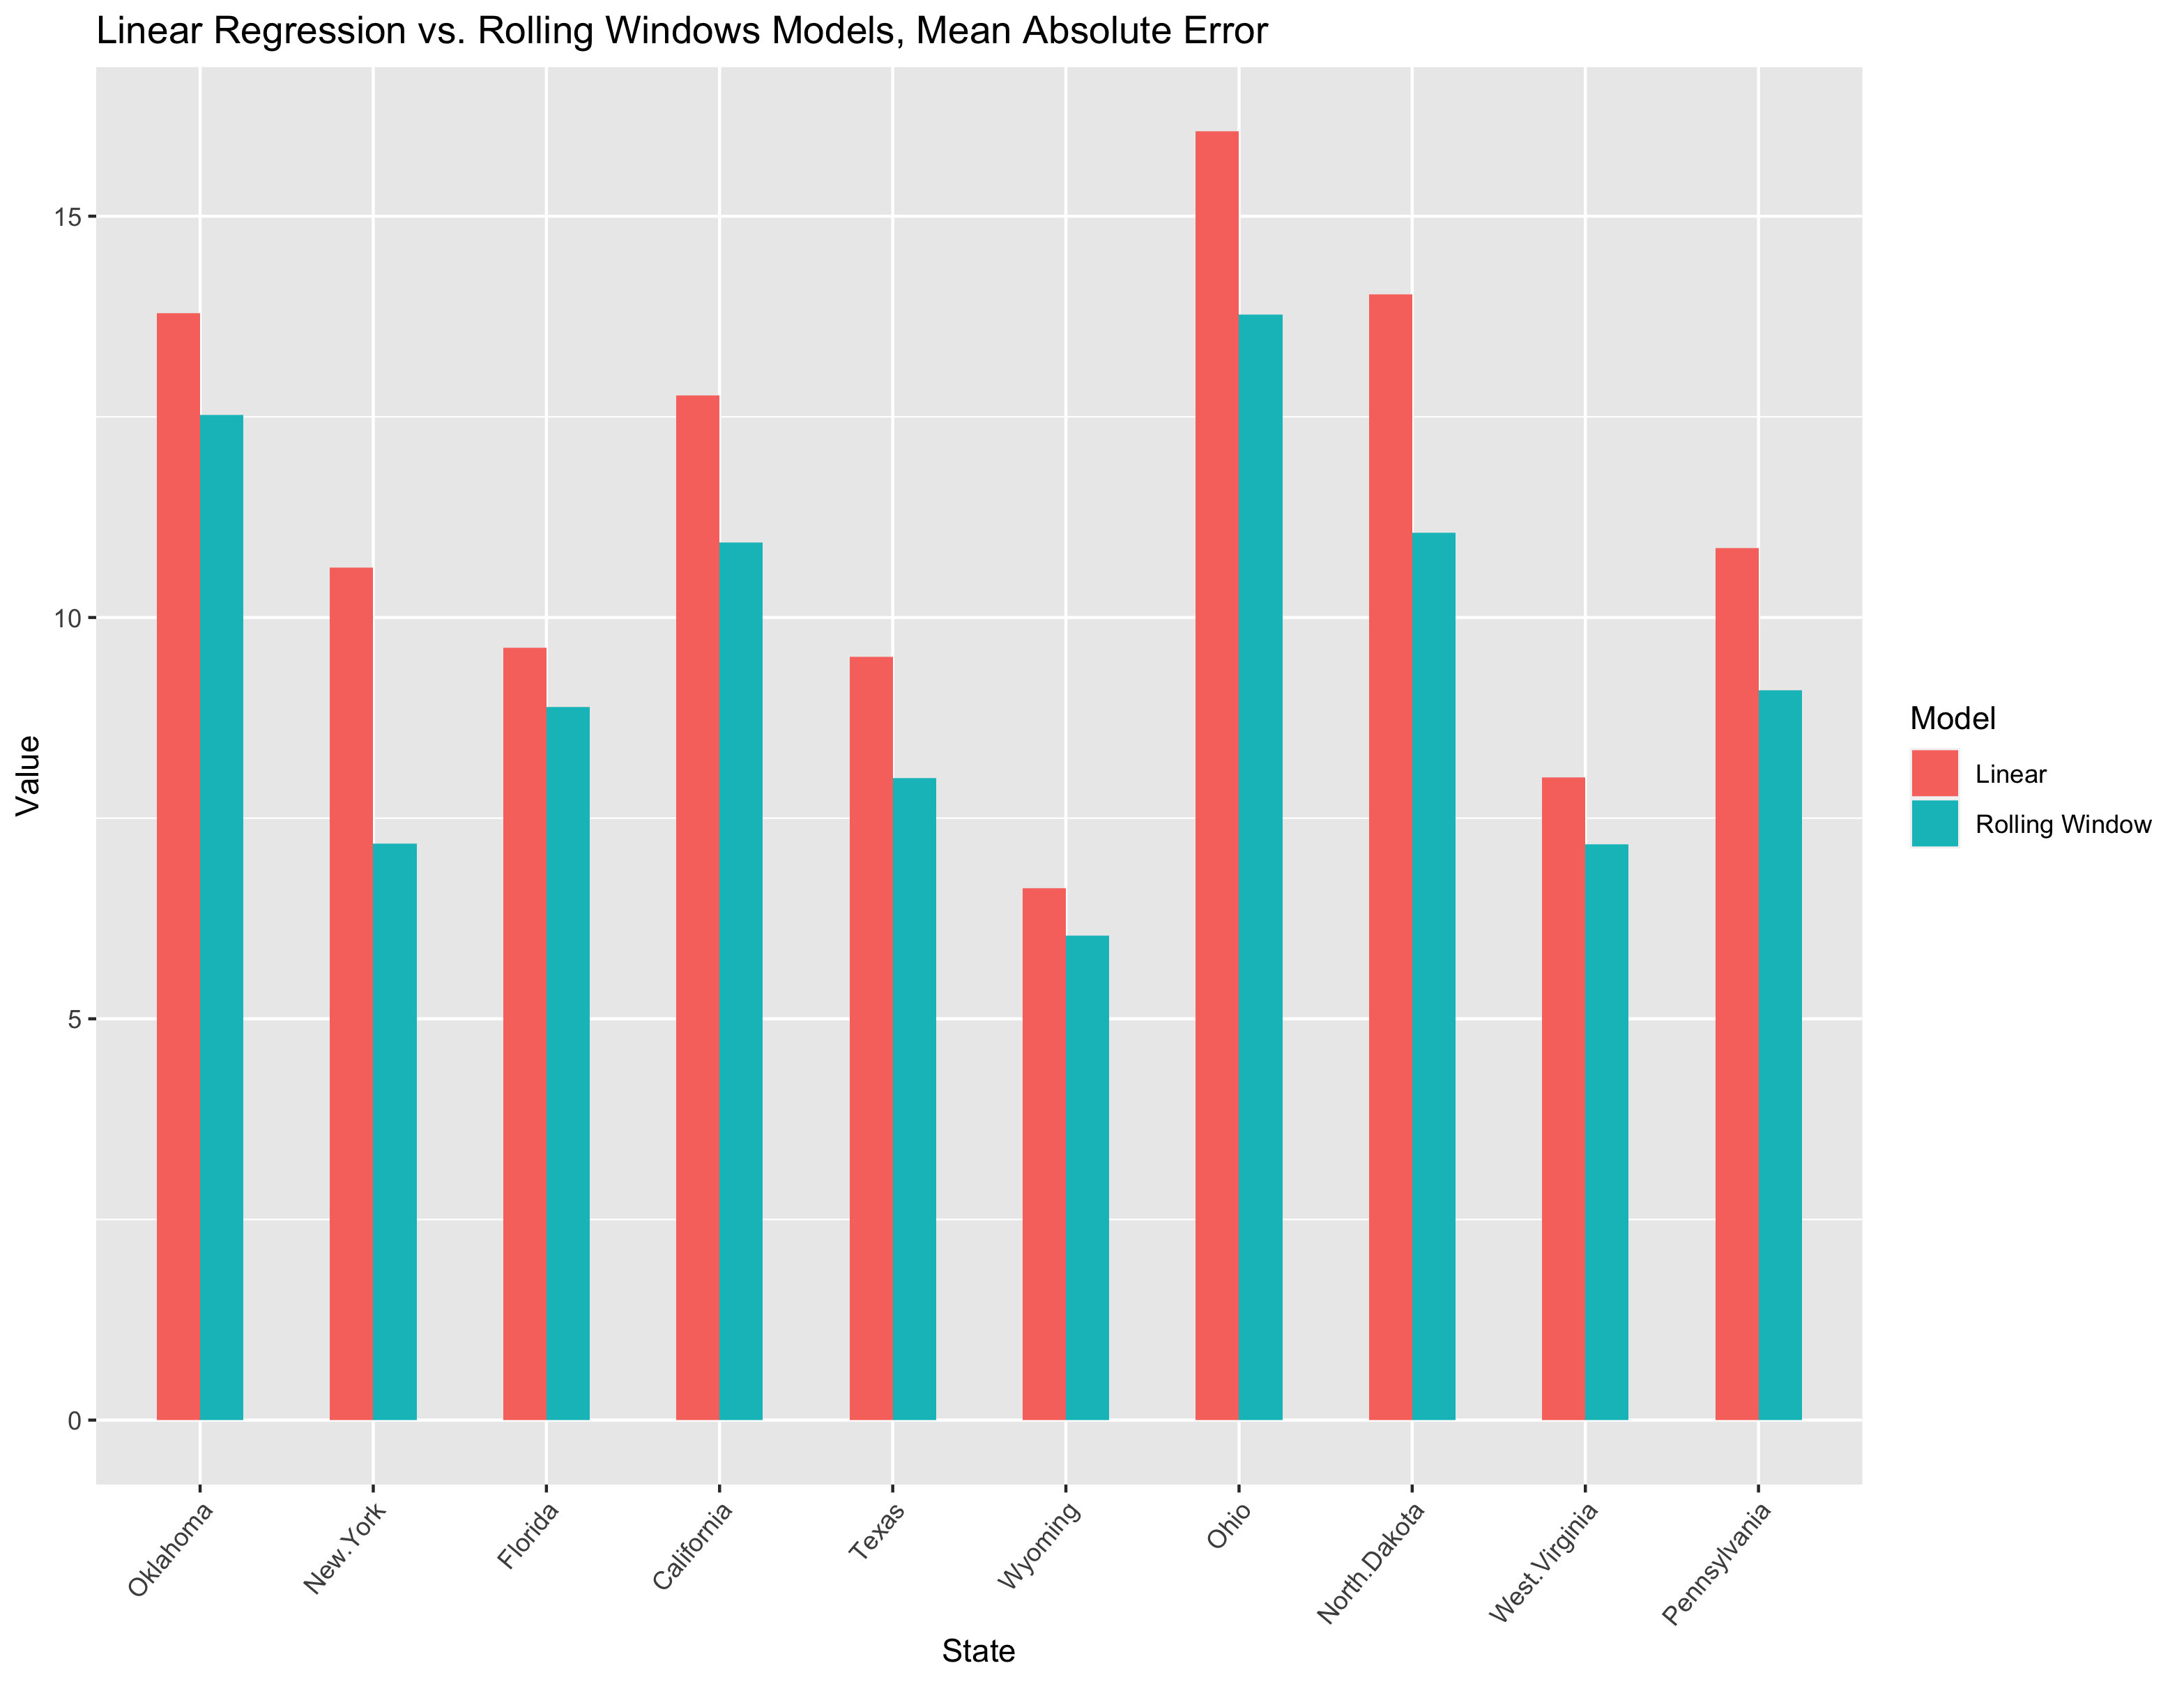 Linear Regression vs. Rolling Windows Models, Mean Absolute Error
15
10
5
0
Value
Oklahoma
New.York
Florida
California
Texas
Wyoming
Ohio
North.Dakota
West.Virginia
Pennsylvania
State
Model
Linear
Rolling Window